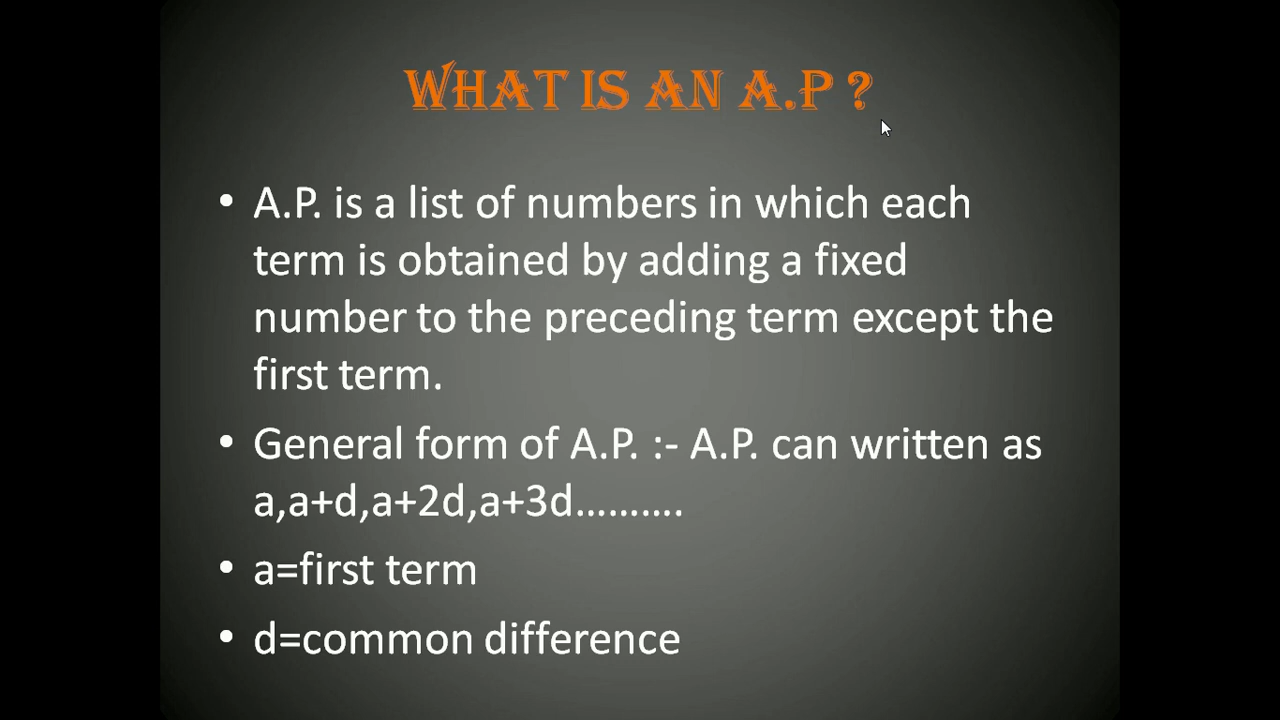 WHAT IS AN A.P ?
• A.P. is a list of numbers in which each
term is obtained by adding a fixed
number to the preceding term except the
first term.
• General form of A.P. :- A.P. can written as
a,a+d,a+2d,a+3d……….
• a=first term
• d=common difference